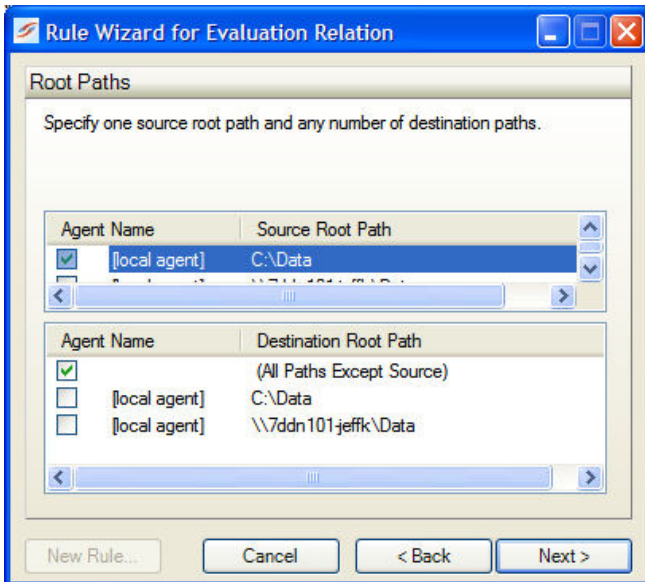 Rule Wizard for Evaluation Relation
Root Paths
Specify one source root path and any number of destination paths.
Agent Name Source Root Path
[local agent] C:\Data
Agent Name Destination Root Path
(All Paths Except Source)
[local agent] C:\Data
[local agent] \\7ddn101-jeffk\Data
New Rule... Cancel < Back Next >